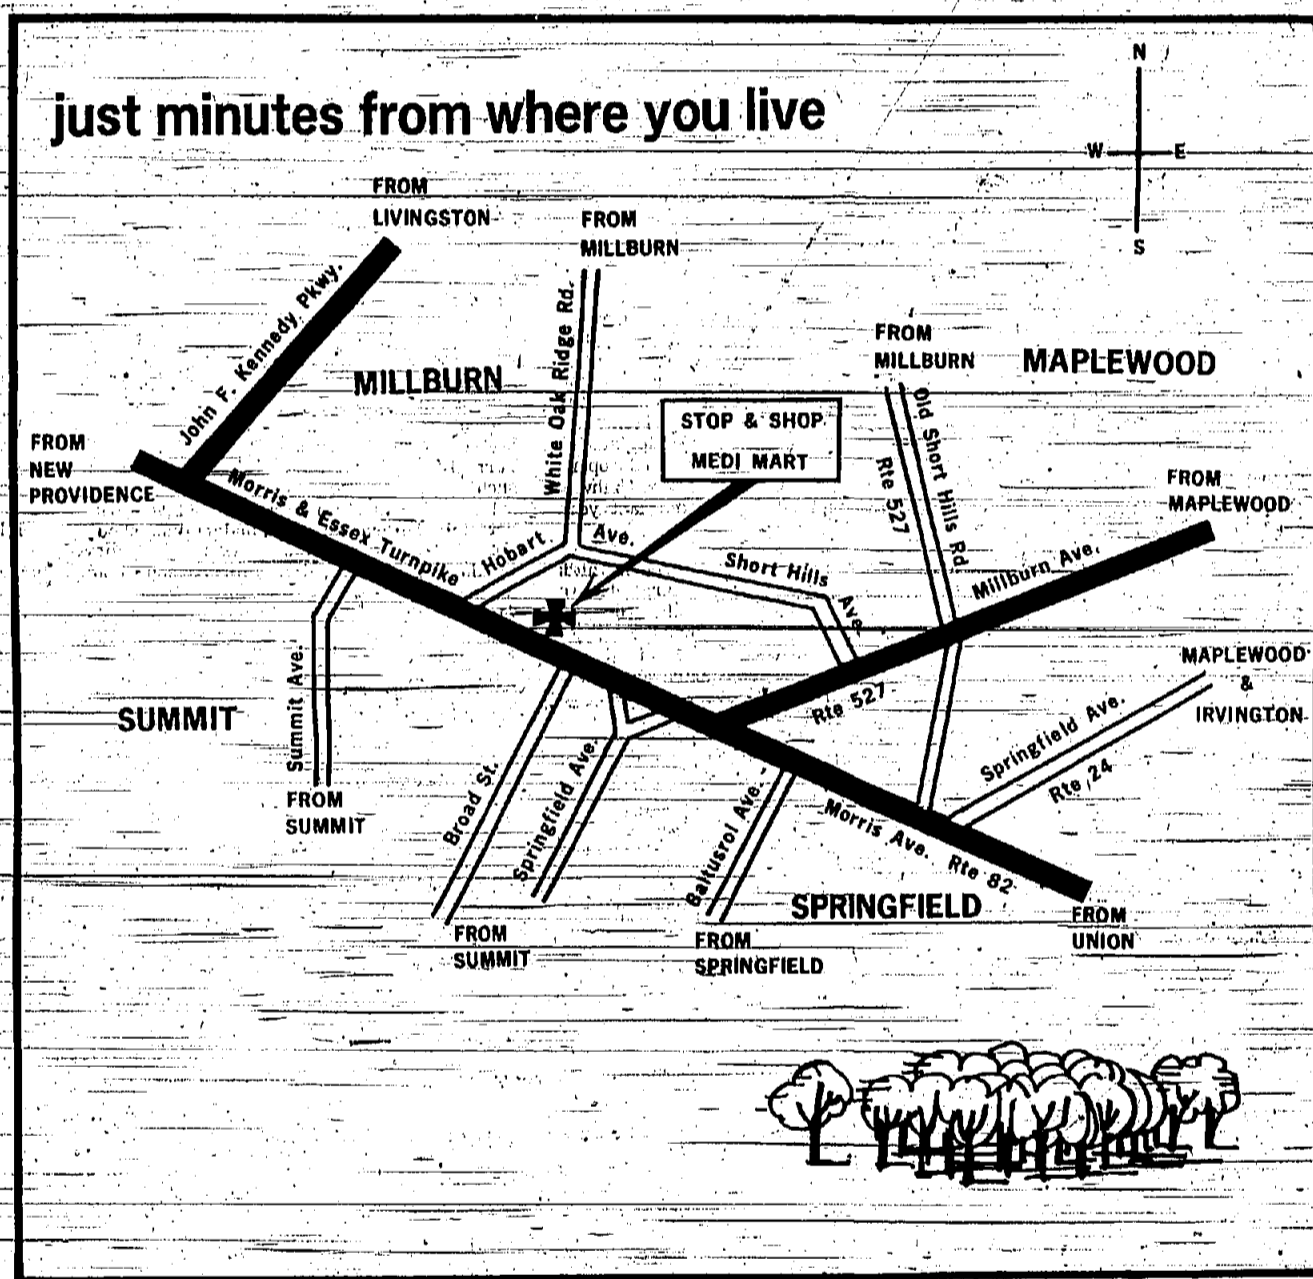 just minutes from where you live
N
W E
S
FROM
LIVINGSTON
FROM
MILLBURN
John F. Kennedy Pkwy.
White Oak Ridge Rd.
FROM
MILLBURN
MAPLEWOOD
MILLBURN
STOP & SHOP
MEDI MART
Old Short Hills Rd.
Rte 527
FROM
NEW
PROVIDENCE
FROM
MAPLEWOOD
Morris & Essex Turnpike
Hobart Ave.
Short Hills Ave.
Millburn Ave.
Rte 527
MAPLEWOOD
&
IRVINGTON
Summit Ave.
SUMMIT
Springfield Ave.
Rte 24
FROM
SUMMIT
Broad St.
Springfield Ave.
Baltusrol Ave.
Morris Ave. Rte 82
SPRINGFIELD
FROM
UNION
FROM
SUMMIT
FROM
SPRINGFIELD